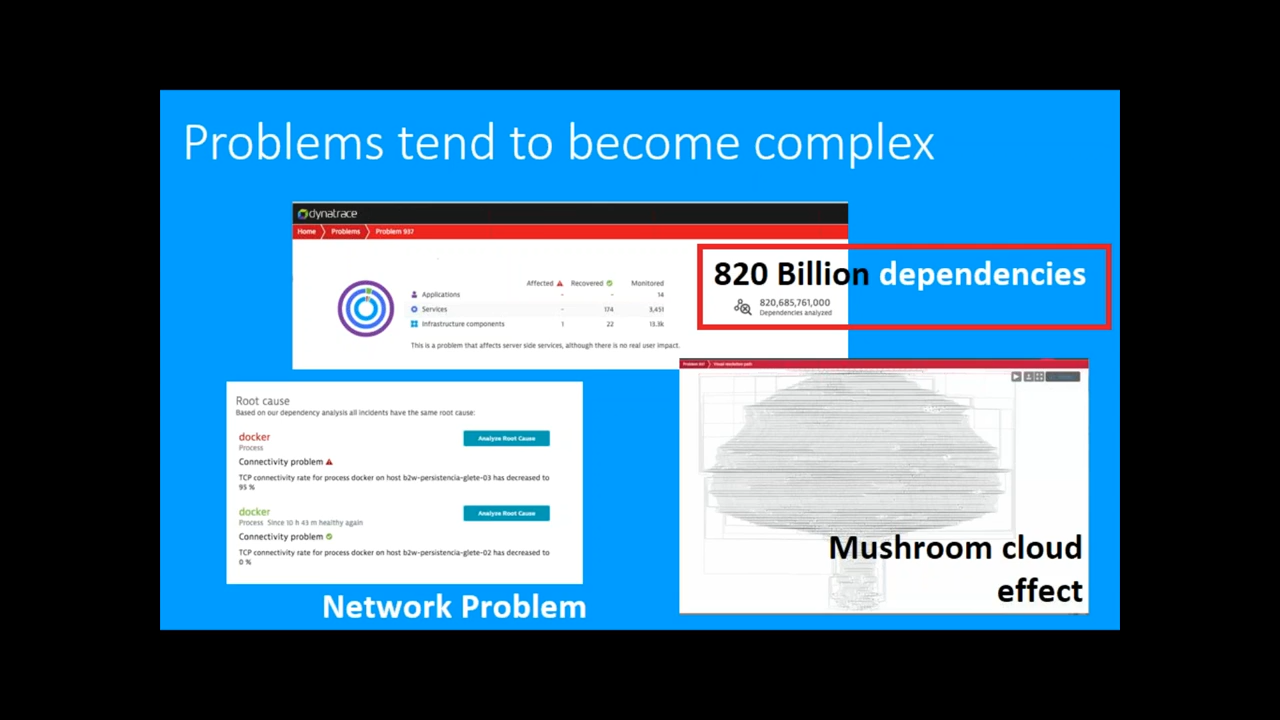 Problems tend to become complex
dynatrace
Home Problems Problem 937
820 Billion dependencies
820,685,761,000
Dependencies analyzed
Affected Recovered Monitored
Applications - - 14
Services - 174 3,451
Infrastructure components 1 22 13.3k
This is a problem that affects server side services, although there is no real user impact.
Root cause
Based on our dependency analysis all incidents have the same root cause:
docker
Analyze Root Cause
Process
Connectivity problem
TCP connectivity rate for process docker on host b2w-persistencia-glete-03 has decreased to
95 %
docker
Analyze Root Cause
Process Since 10 h 43 m healthy again
Connectivity problem
TCP connectivity rate for process docker on host b2w-persistencia-glete-02 has decreased to
0 %
Network Problem
Problem 937 Visual resolution path
Mushroom cloud
effect